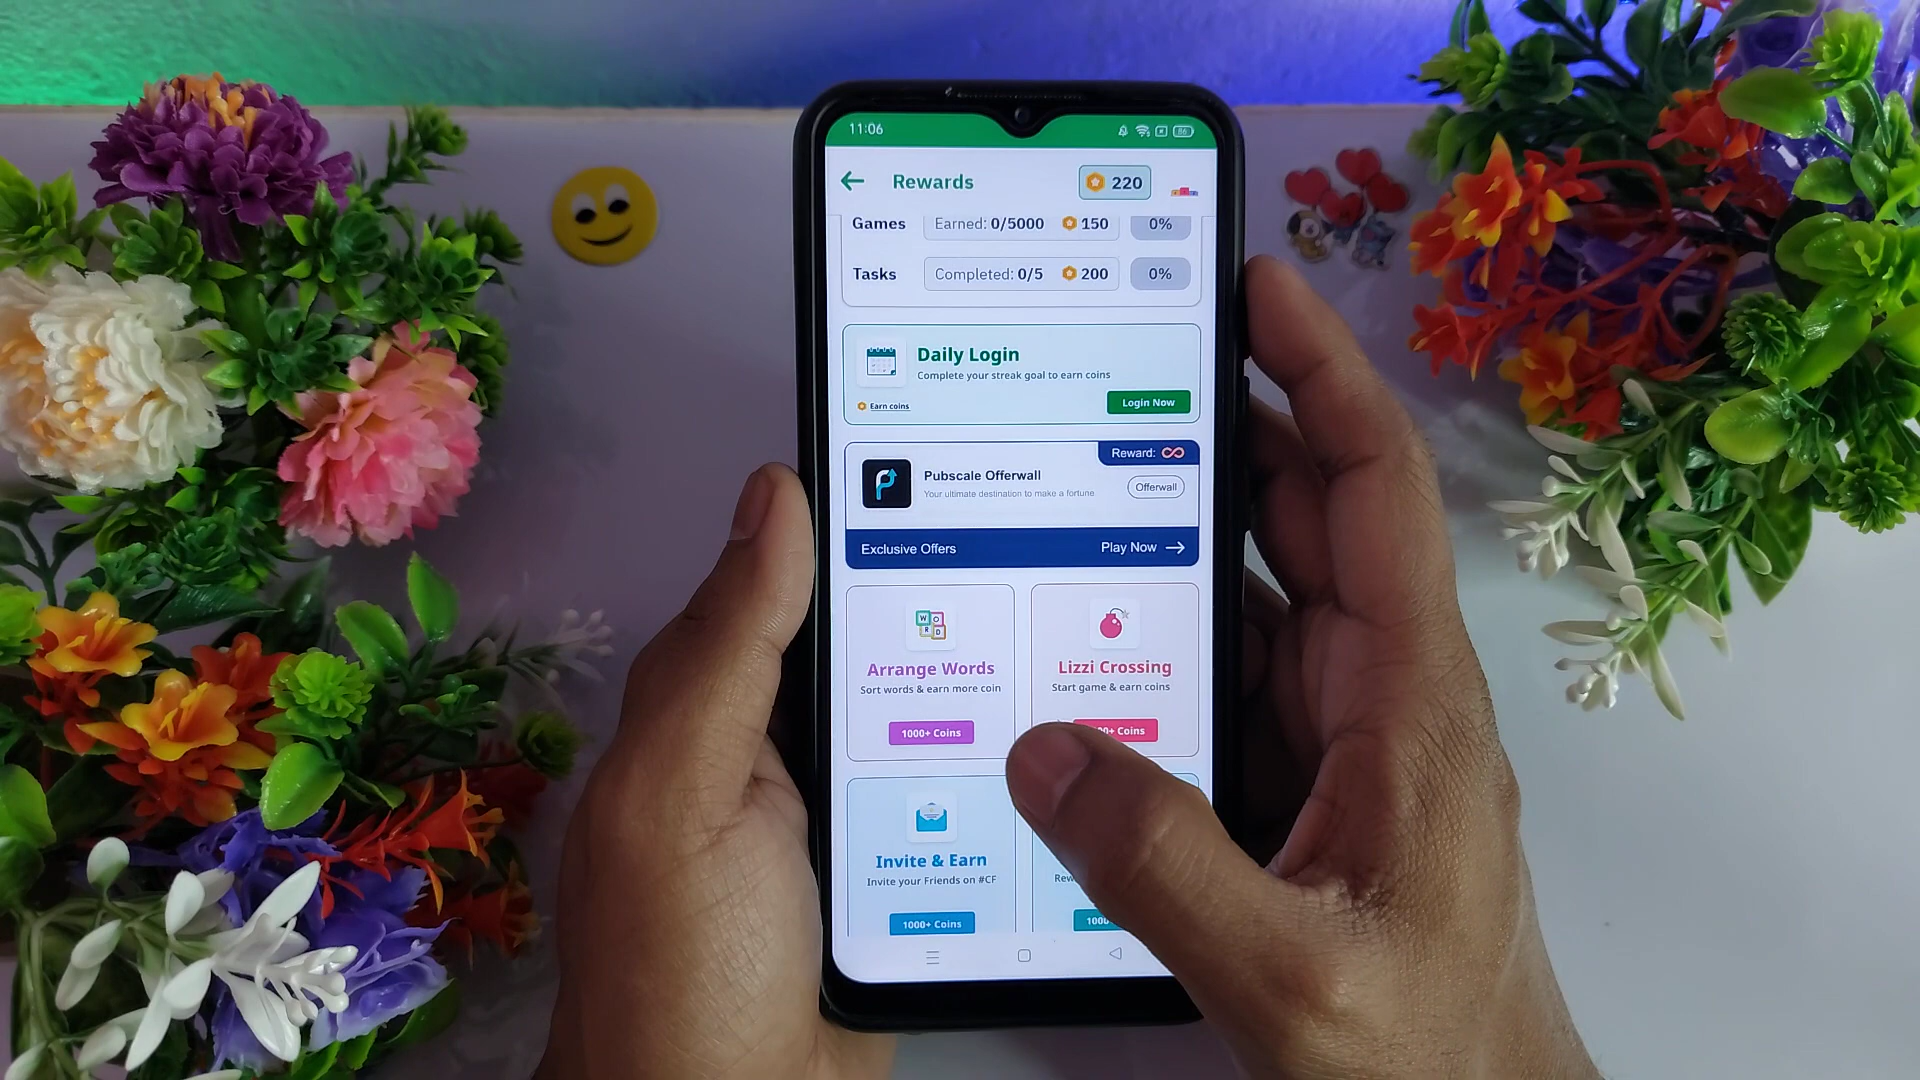 11:06
86
Rewards
220
Games
Earned: 0/5000
150
0%
Tasks
Completed: 0/5
200
0%
Daily Login
Complete your streak goal to earn coins
Earn coins
Login Now
Reward:
Pubscale Offerwall
Your ultimate destination to make a fortune
Offerwall
Exclusive Offers
Play Now
W O
R D
Arrange Words
Sort words & earn more coin
1000+ Coins
Lizzi Crossing
Start game & earn coins
Coins
Invite & Earn
Invite your Friends on #CF
1000+ Coins